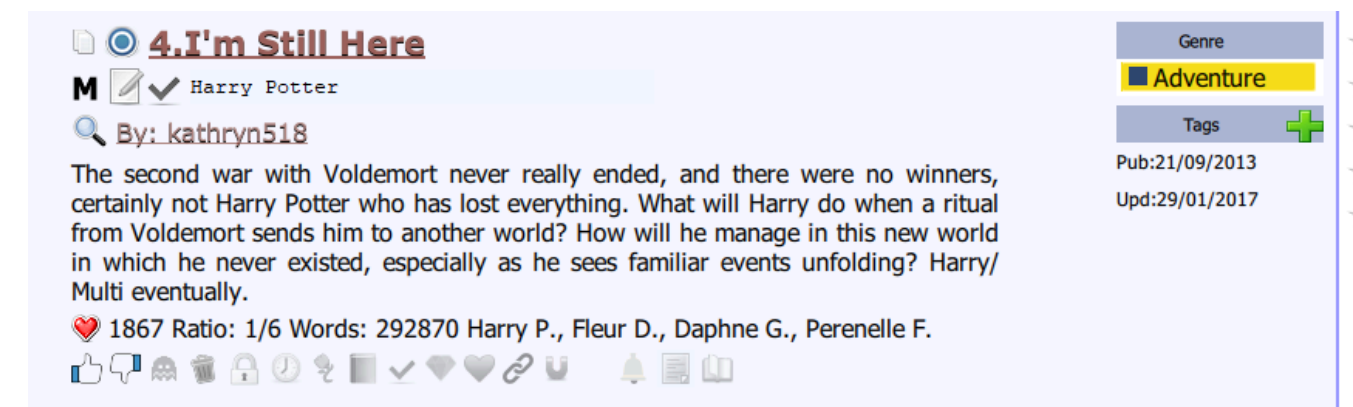 4.I'm Still Here
M Harry Potter
By: kathryn518
The second war with Voldemort never really ended, and there were no winners,
certainly not Harry Potter who has lost everything. What will Harry do when a ritual
from Voldemort sends him to another world? How will he manage in this new world
in which he never existed, especially as he sees familiar events unfolding? Harry/
Multi eventually.
1867 Ratio: 1/6 Words: 292870 Harry P., Fleur D., Daphne G., Perenelle F.
Genre
Adventure
Tags
Pub:21/09/2013
Upd:29/01/2017